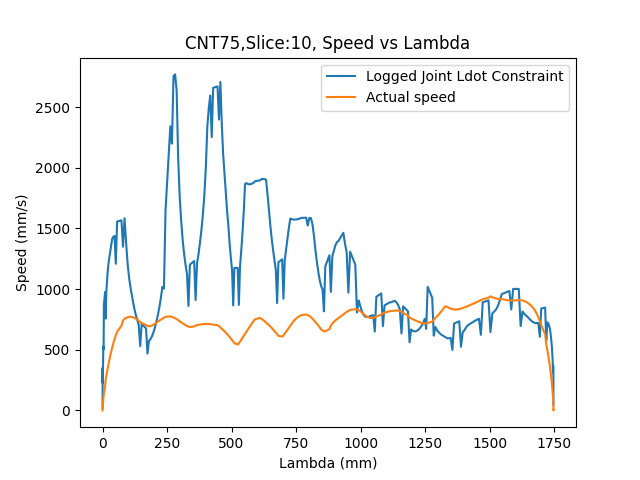 CNT75,Slice:10, Speed vs Lambda
Logged Joint Ldot Constraint
Actual speed
Speed (mm/s)
2500
2000
1500
1000
500
0
0 250 500 750 1000 1250 1500 1750
Lambda (mm)